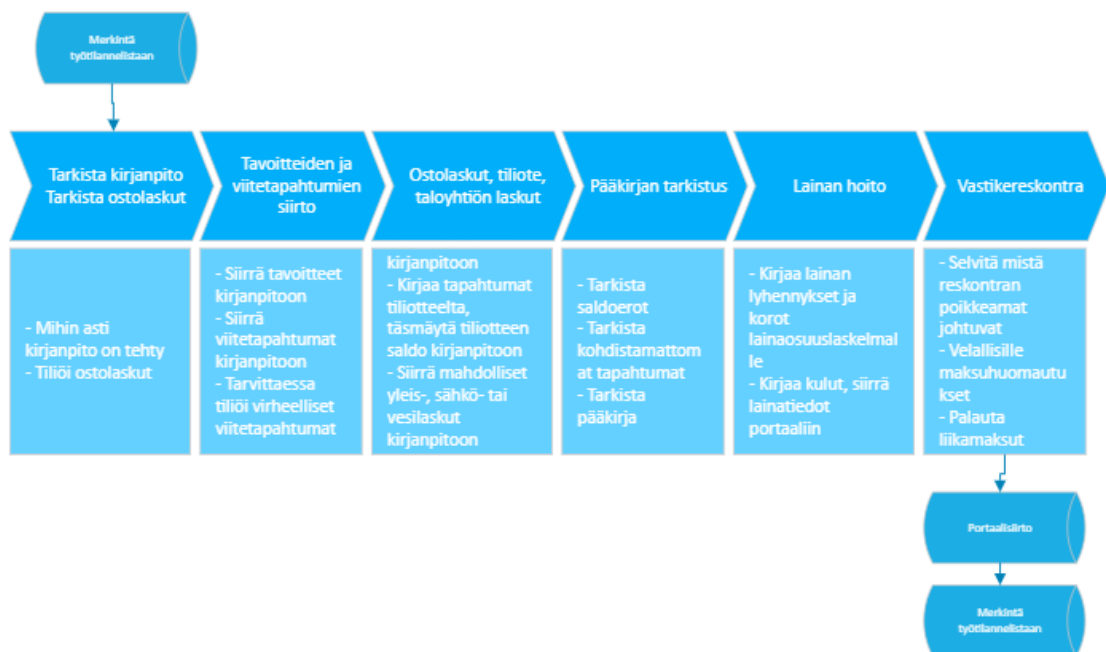 Merkintä
työtilannelistaan
Tarkista kirjanpito
Tarkista ostolaskut
Tavoitteiden ja
viitetapahtumien
siirto
Ostolaskut, tiliote,
taloyhtiön laskut
Pääkirjan tarkistus
Lainan hoito
Vastikereskontra
- Mihin asti
kirjanpito on tehty
- Tiliöi ostolaskut
- Siirrä tavoitteet
kirjanpitoon
- Siirrä
viitetapahtumat
kirjanpitoon
- Tarvittaessa
tiliöi virheelliset
viitetapahtumat
kirjanpitoon
- Kirjaa tapahtumat
tiliotteelta,
täsmäytä tiliotteen
saldo kirjanpitoon
- Siirrä mahdolliset
yleis-, sähkö- tai
vesilaskut
kirjanpitoon
- Tarkista
saldoerot
- Tarkista
kohdistamattom
at tapahtumat
- Tarkista
pääkirja
- Kirjaa lainan
lyhennykset ja
korot
lainaosuuslaskelmal
le
- Kirjaa kulut, siirrä
lainatiedot
portaaliin
- Selvitä mistä
reskontran
poikkeamat
johtuvat
- Velallisille
maksuhuomautu
kset
- Palauta
liikamaksut
Portaalisiirto
Merkintä
työtilannelistaan